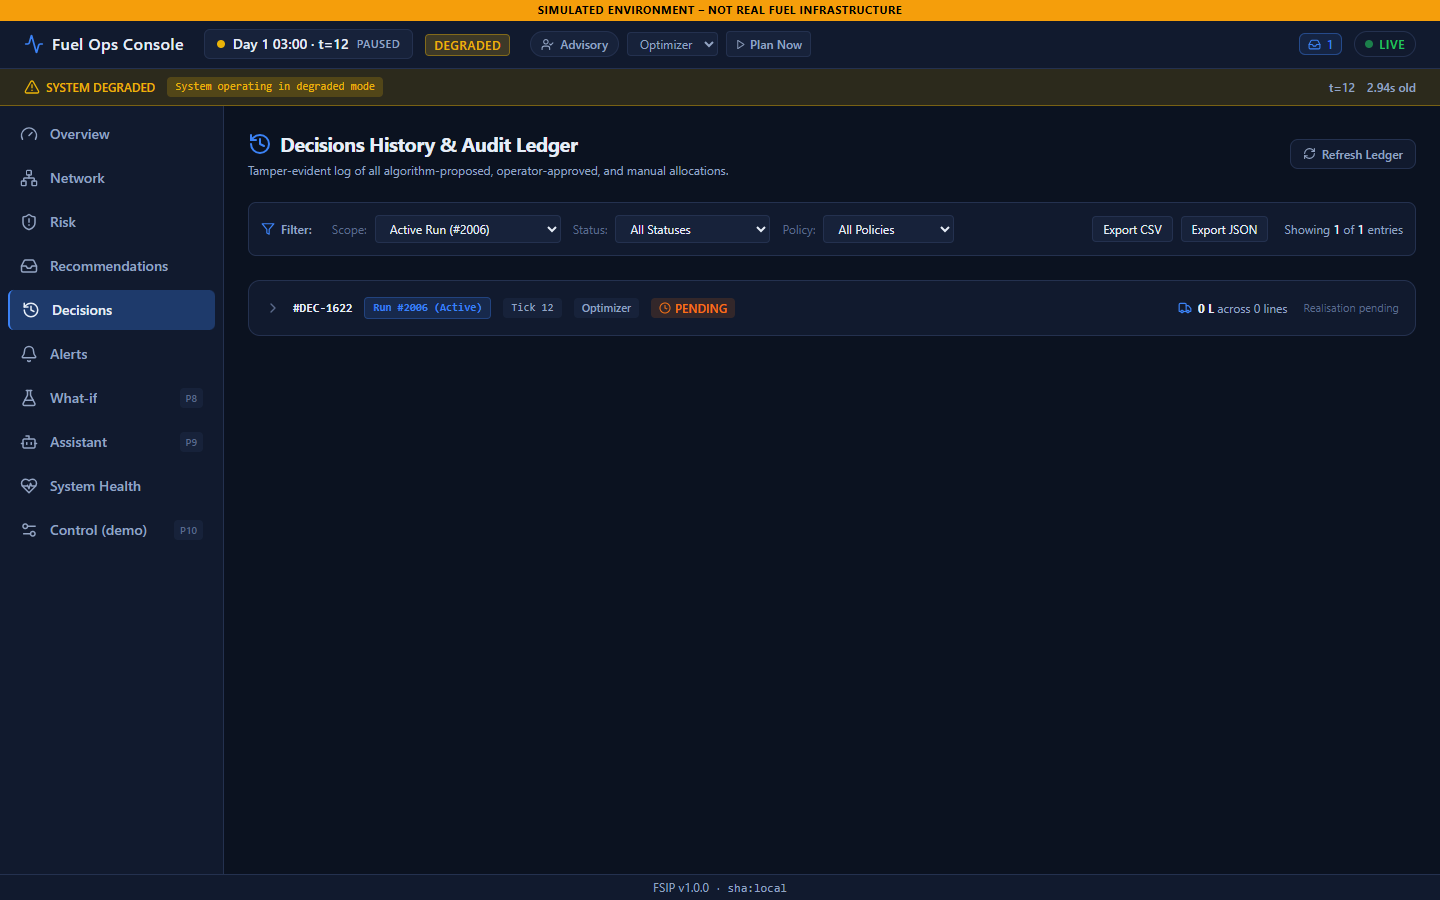 SIMULATED ENVIRONMENT – NOT REAL FUEL INFRASTRUCTURE
Fuel Ops Console
Day 1 03:00 · t=12 PAUSED
DEGRADED
Advisory
Optimizer
Plan Now
1
LIVE
SYSTEM DEGRADED
System operating in degraded mode
t=12 2.94s old
Overview
Network
Risk
Recommendations
Decisions
Alerts
What-if P8
Assistant P9
System Health
Control (demo) P10
Decisions History & Audit Ledger
Tamper-evident log of all algorithm-proposed, operator-approved, and manual allocations.
Refresh Ledger
Filter: Scope: Active Run (#2006) Status: All Statuses Policy: All Policies Export CSV Export JSON Showing 1 of 1 entries
#DEC-1622 Run #2006 (Active) Tick 12 Optimizer PENDING 0 L across 0 lines Realisation pending
FSIP v1.0.0 · sha:local